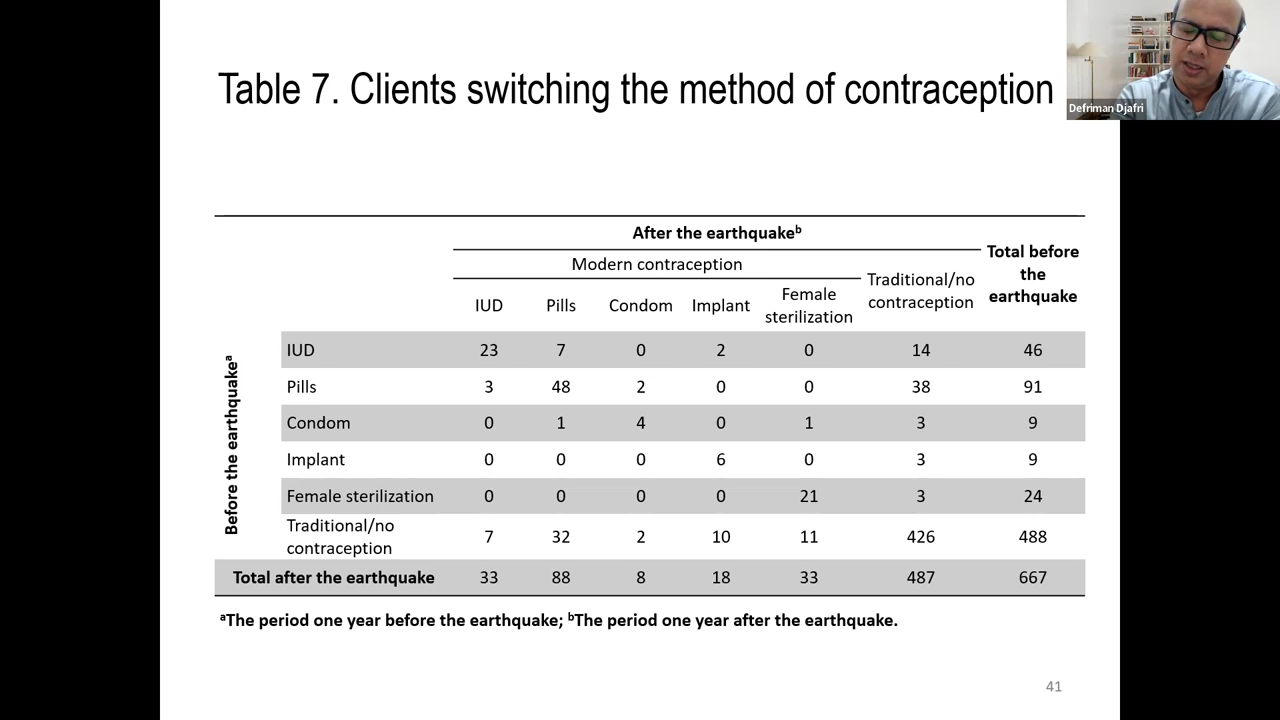 Table 7. Clients switching the method of contraception
Defriman Djafri
After the earthquakeᵇ
Total before the earthquake
Modern contraception
Traditional/no contraception
IUD Pills Condom Implant Female sterilization
Before the earthquakeᵃ
IUD 23 7 0 2 0 14 46
Pills 3 48 2 0 0 38 91
Condom 0 1 4 0 1 3 9
Implant 0 0 0 6 0 3 9
Female sterilization 0 0 0 0 21 3 24
Traditional/no contraception 7 32 2 10 11 426 488
Total after the earthquake 33 88 8 18 33 487 667
ᵃThe period one year before the earthquake; ᵇThe period one year after the earthquake.
41